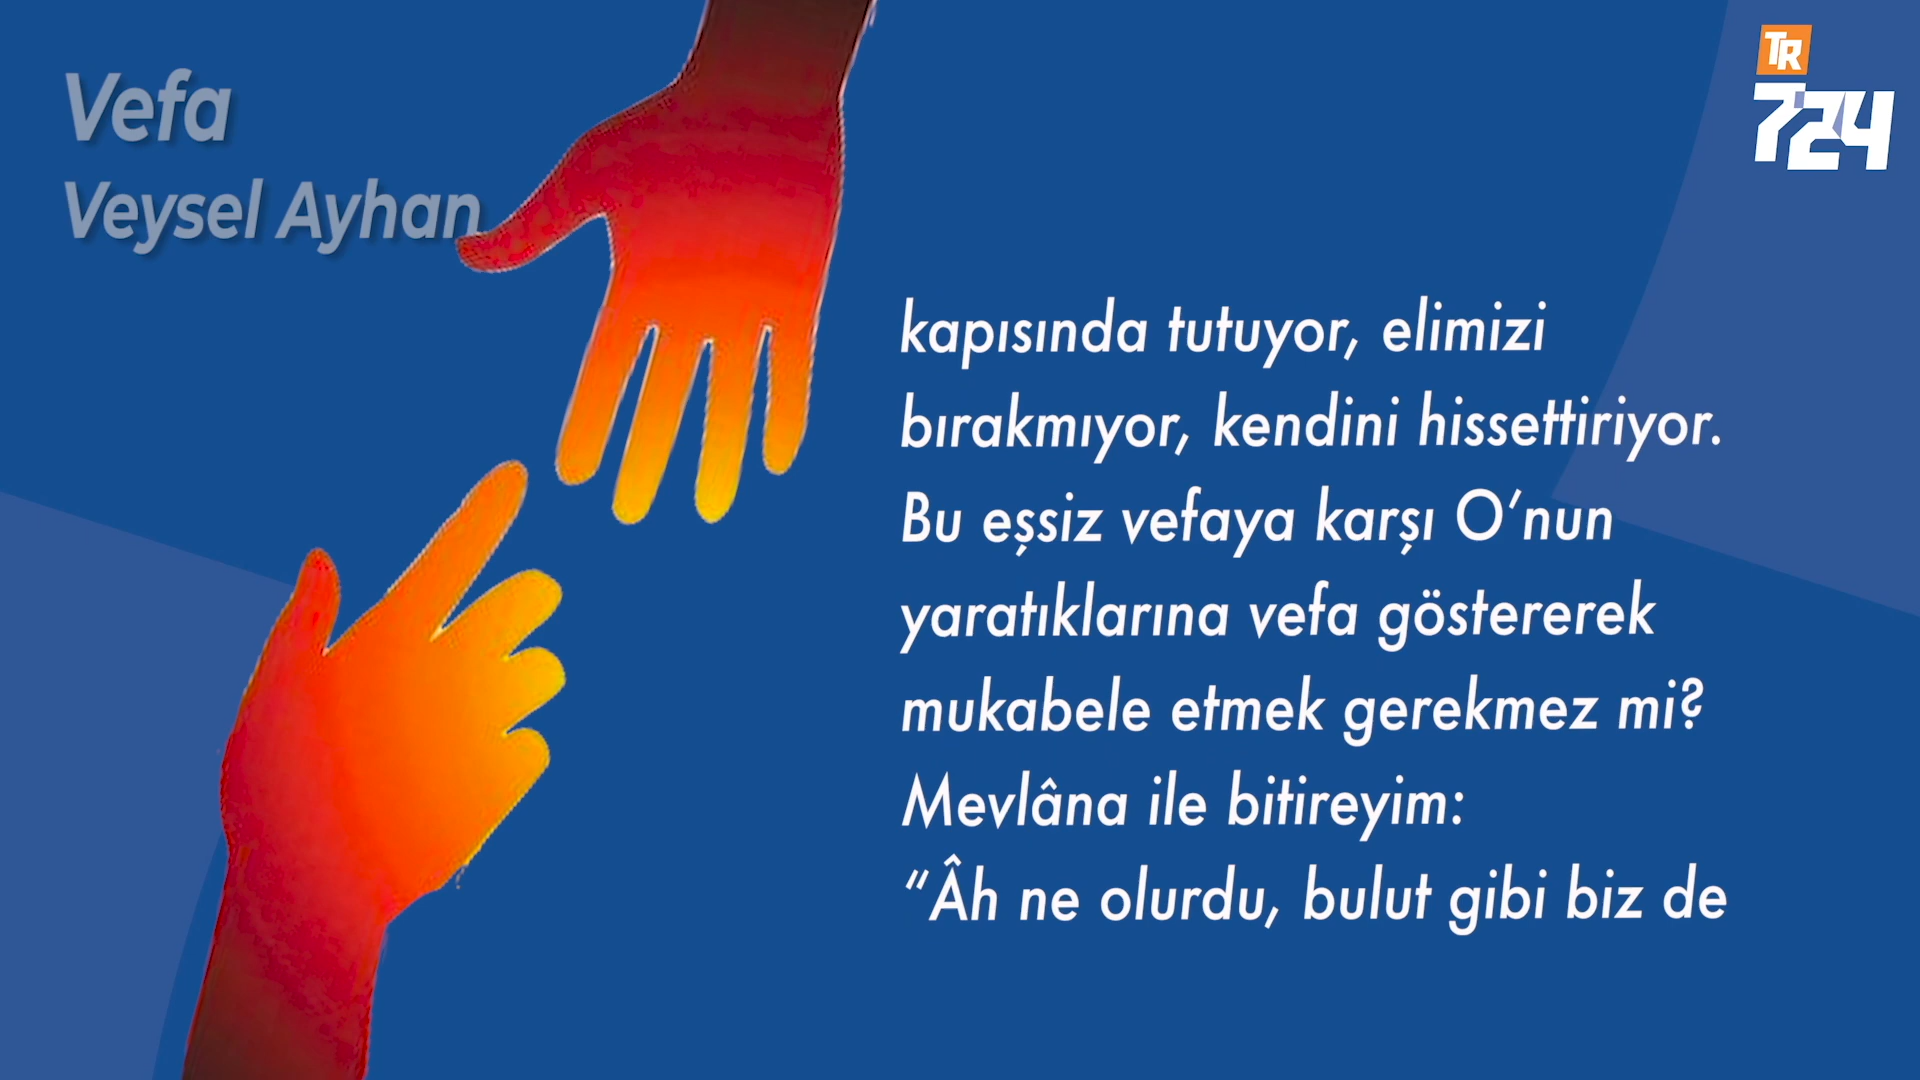 Vefa
Veysel Ayhan
TR
724
kapısında tutuyor, elimizi
bırakmıyor, kendini hissettiriyor.
Bu eşsiz vefaya karşı O’nun
yaratıklarına vefa göstererek
mukabele etmek gerekmez mi?
Mevlâna ile bitireyim:
“Âh ne olurdu, bulut gibi biz de